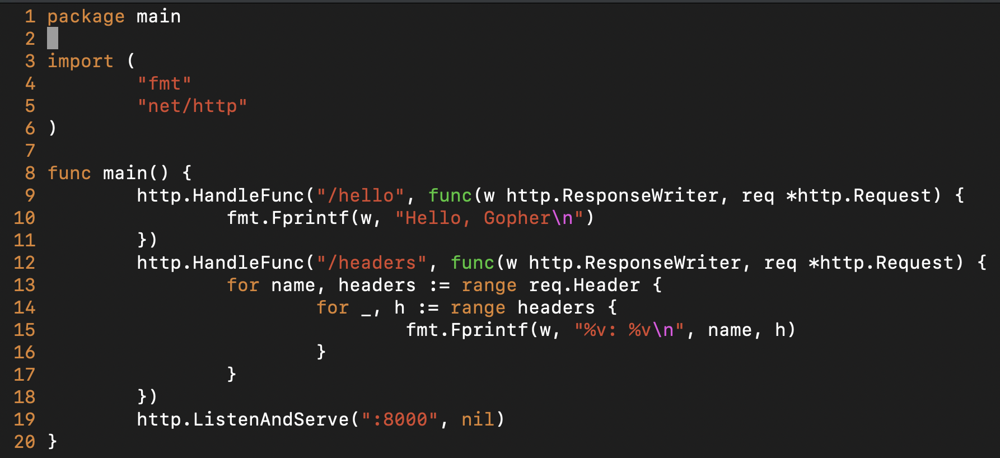 1 package main
2
3 import (
4         "fmt"
5         "net/http"
6 )
7
8 func main() {
9         http.HandleFunc("/hello", func(w http.ResponseWriter, req *http.Request) {
10                 fmt.Fprintf(w, "Hello, Gopher\n")
11         })
12         http.HandleFunc("/headers", func(w http.ResponseWriter, req *http.Request) {
13                 for name, headers := range req.Header {
14                         for _, h := range headers {
15                                 fmt.Fprintf(w, "%v: %v\n", name, h)
16                         }
17                 }
18         })
19         http.ListenAndServe(":8000", nil)
20 }